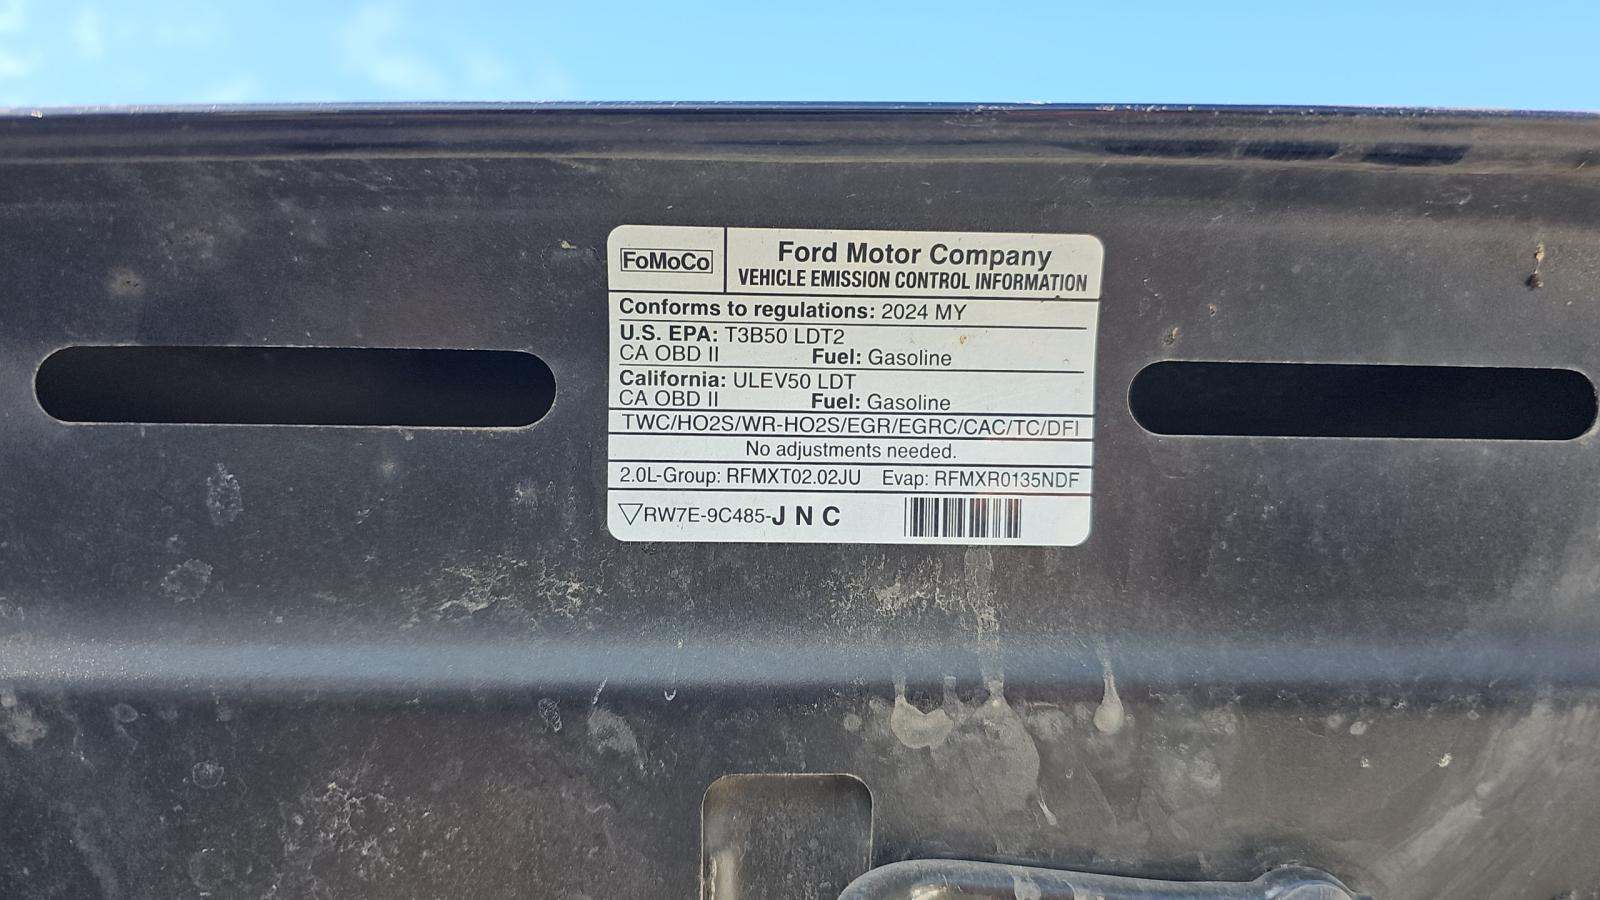 FoMoCo
Ford Motor Company
VEHICLE EMISSION CONTROL INFORMATION
Conforms to regulations: 2024 MY
U.S. EPA: T3B50 LDT2
CA OBD II Fuel: Gasoline
California: ULEV50 LDT
CA OBD II Fuel: Gasoline
TWC/HO2S/WR-HO2S/EGR/EGRC/CAC/TC/DFI
No adjustments needed.
2.0L-Group: RFMXT02.02JU Evap: RFMXR0135NDF
▽RW7E-9C485-J N C